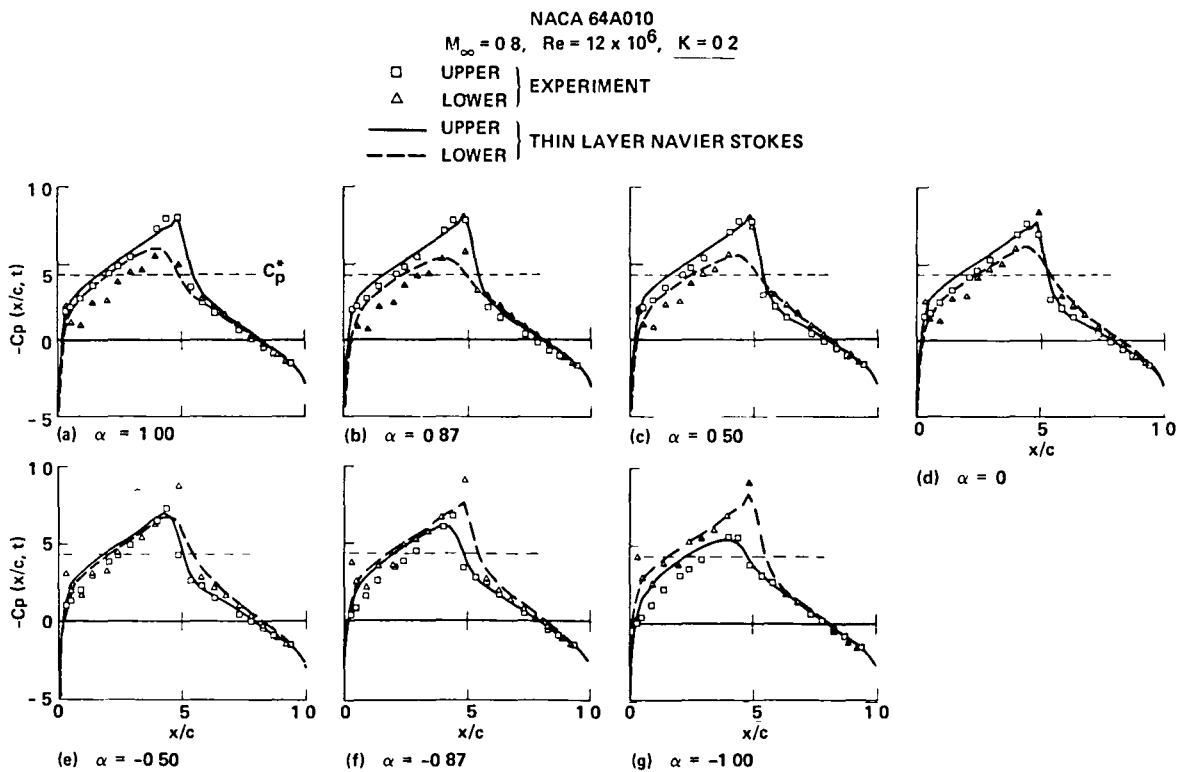 NACA 64A010
M∞ = 0 8, Re = 12 x 10⁶, K = 0 2
□ UPPER
△ LOWER
EXPERIMENT
UPPER
LOWER
THIN LAYER NAVIER STOKES
-Cp (x/c, t)
1 0
5
0
-5
Cp*
5
(a) α = 1 00
5
(b) α = 0 87
5
(c) α = 0 50
0 5 1 0
x/c
(d) α = 0
-Cp (x/c, t)
1 0
5
0
-5
0 5 1 0
x/c
(e) α = -0 50
0 5 1 0
x/c
(f) α = -0 87
0 5 1 0
x/c
(g) α = -1 00